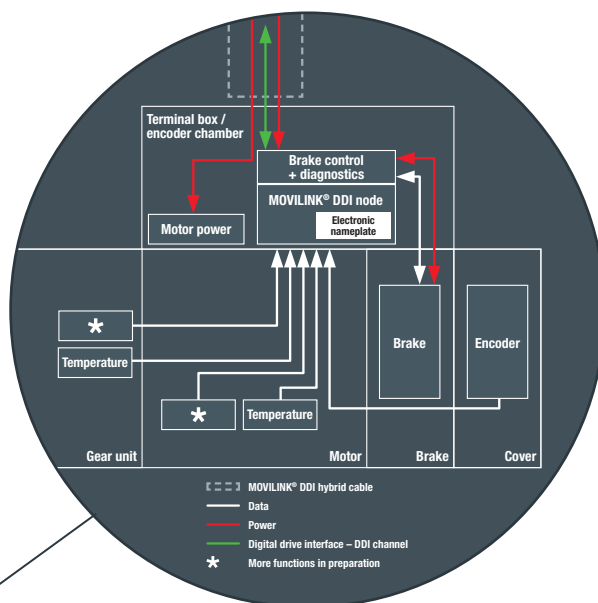 Terminal box /
encoder chamber
Brake control
+ diagnostics
MOVILINK® DDI node
Electronic
nameplate
Motor power
*
Temperature
*
Temperature
Brake
Encoder
Gear unit
Motor
Brake
Cover
MOVILINK® DDI hybrid cable
Data
Power
Digital drive interface – DDI channel
* More functions in preparation